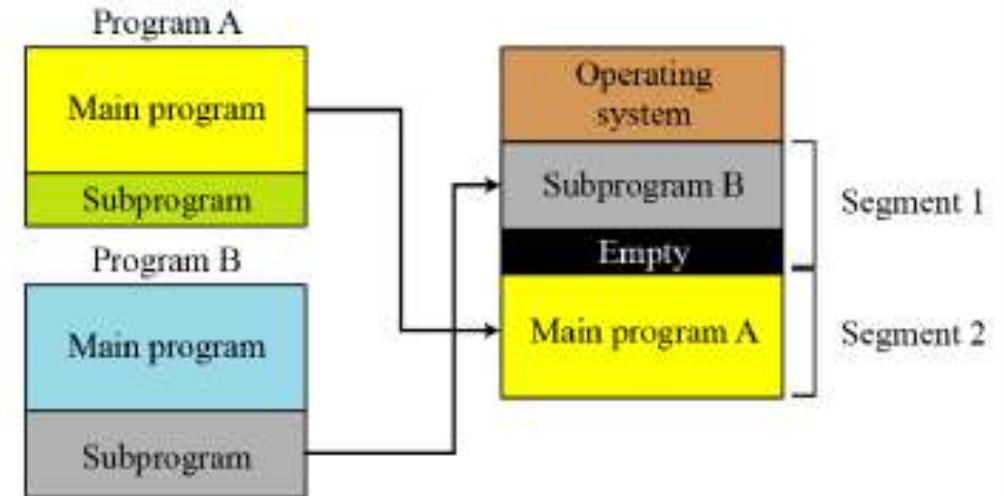 Program A
Main program
Subprogram
Program B
Main program
Subprogram
Operating
system
Subprogram B
Empty
Main program A
Segment 1
Segment 2